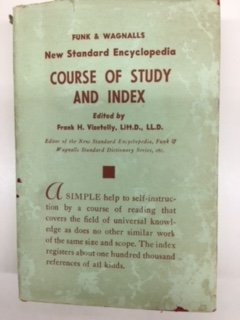 FUNK & WAGNALLS
New Standard Encyclopedia
COURSE OF STUDY
AND INDEX
Edited by
Frank H. Vizetelly, Litt.D., LL.D.
Editor of the New Standard Encyclopedia, Funk &
Wagnalls Standard Dictionary Series, etc.
A SIMPLE help to self-instruc-
tion by a course of reading that
covers the field of universal knowl-
edge as does no other similar work
of the same size and scope. The index
registers about one hundred thousand
references of all kinds.